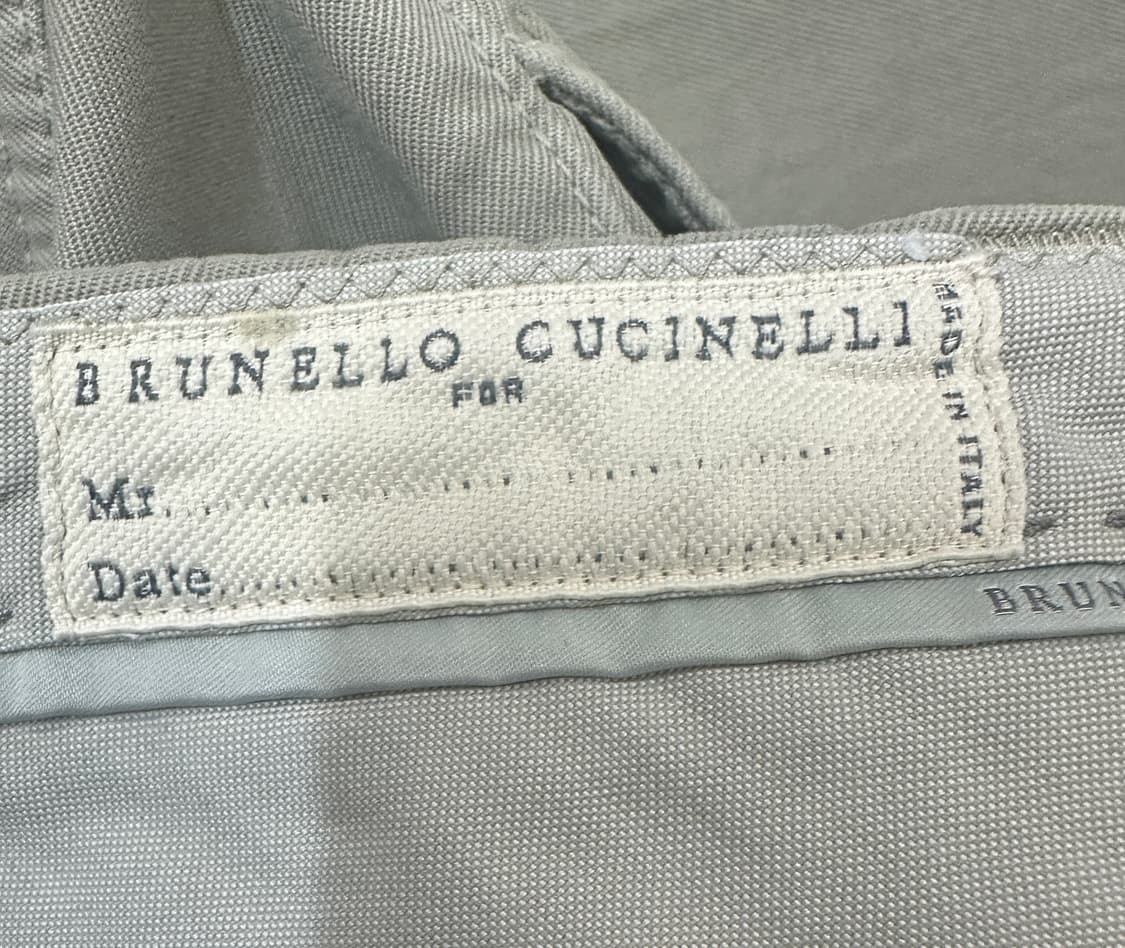 BRUNELLO CUCINELLI
FOR
Mr.....................
Date.....................
MADE IN ITALY
BRUN